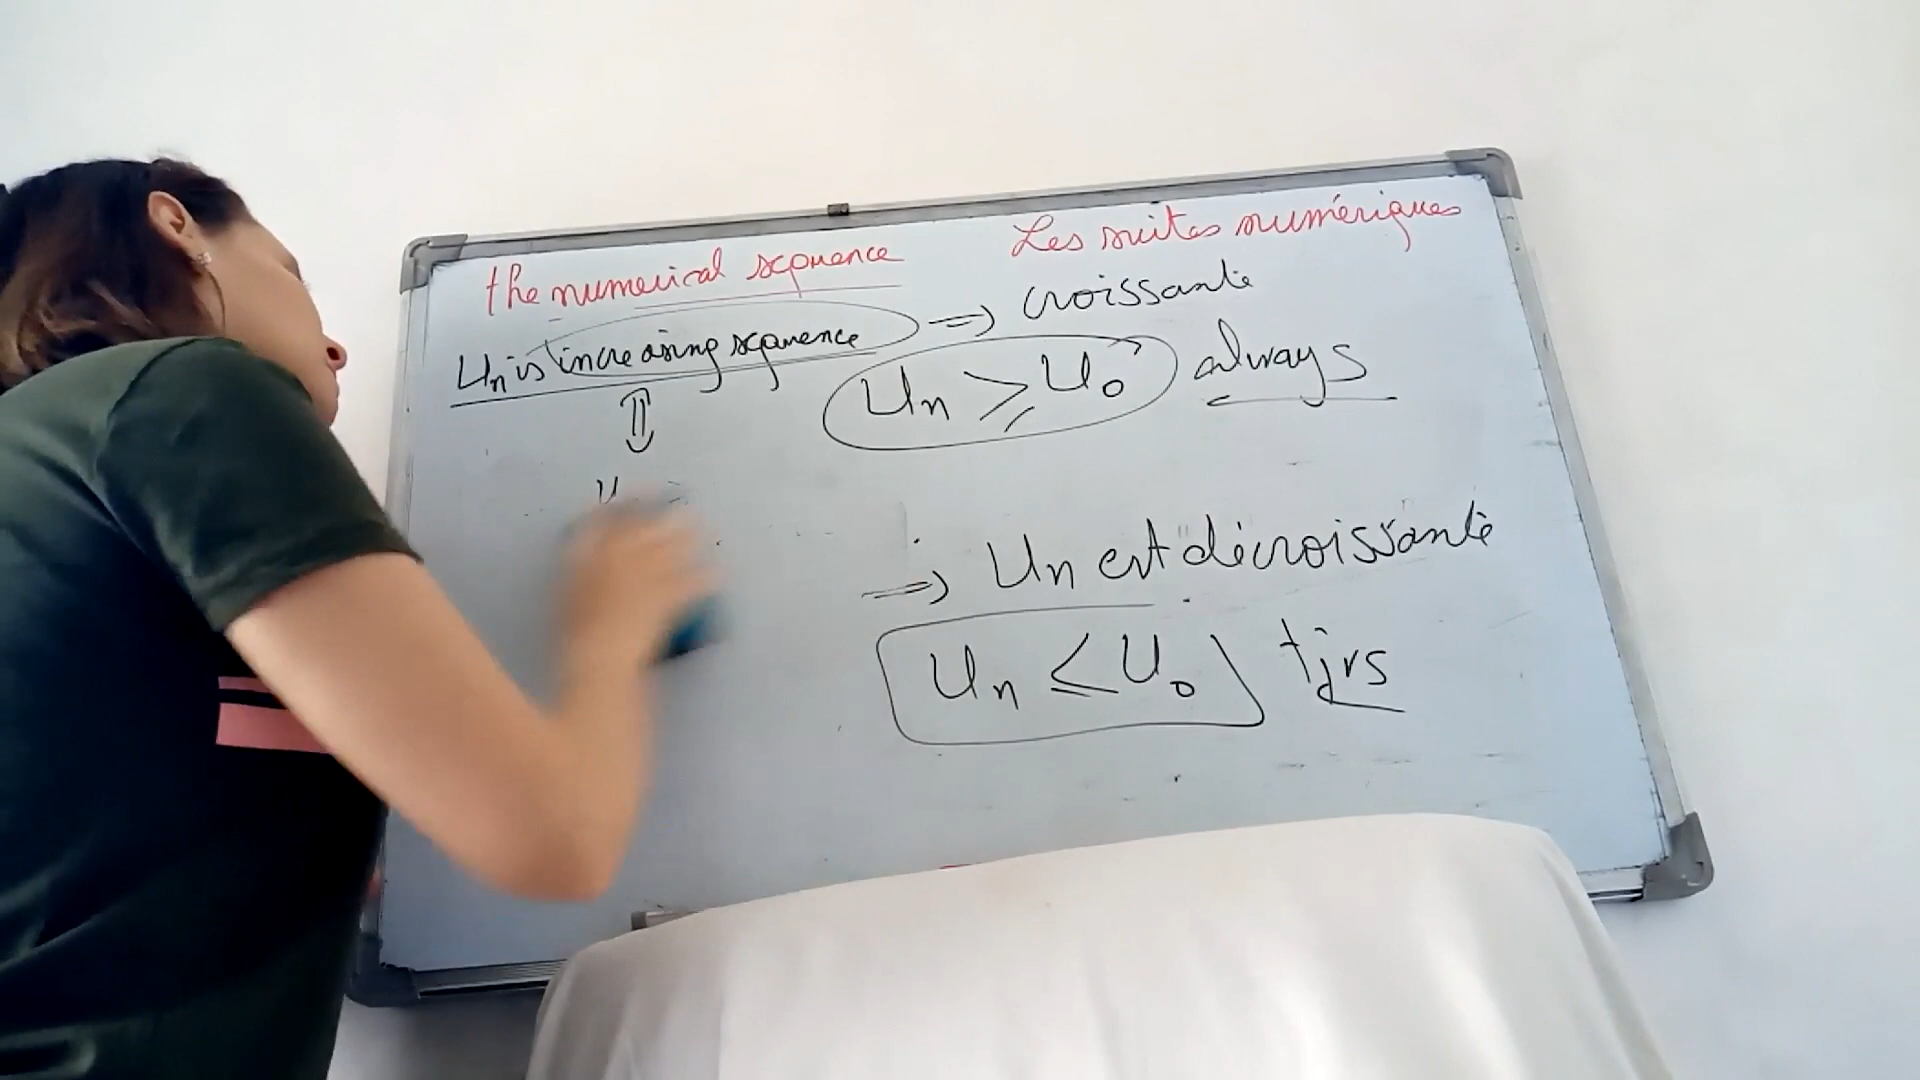 the numerical sequence
Les suites numériques
Un is increasing sequence => croissante
⇕
Un ≥ U0 always
U
=> Un est décroissante
Un ≤ U0 tjrs